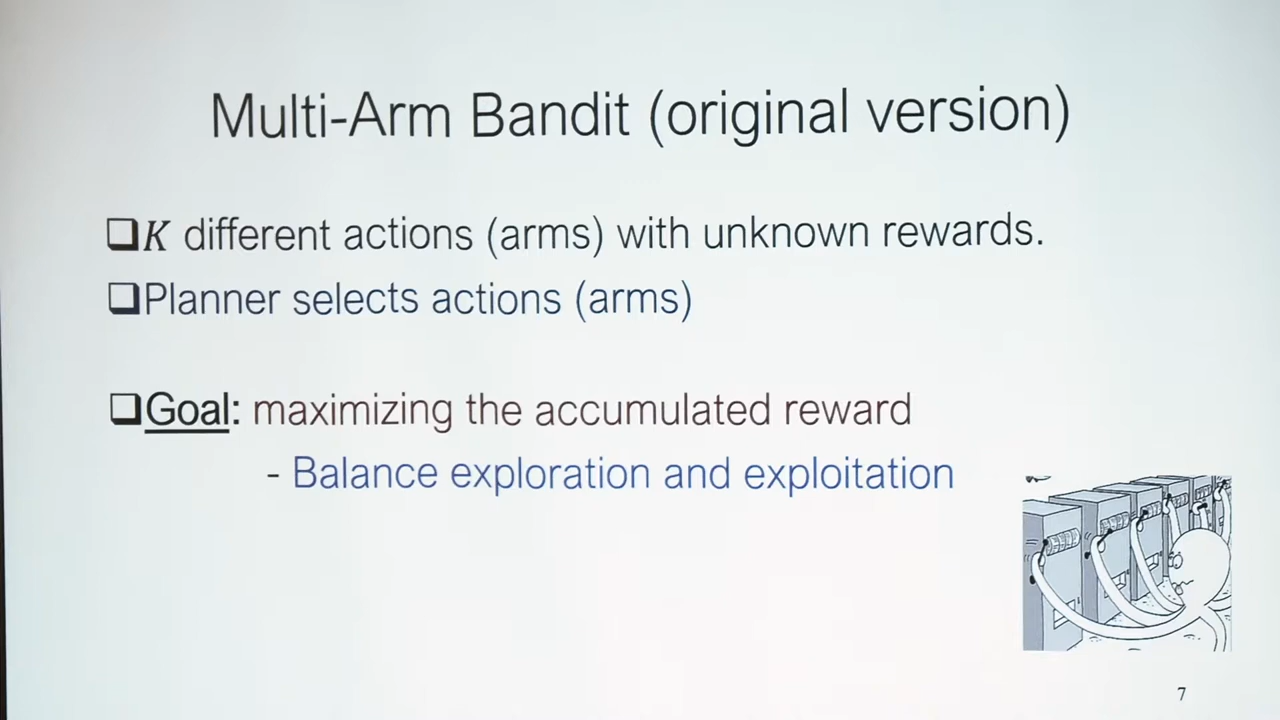 Multi-Arm Bandit (original version)
❑K different actions (arms) with unknown rewards.
❑Planner selects actions (arms)
❑Goal: maximizing the accumulated reward
- Balance exploration and exploitation
7